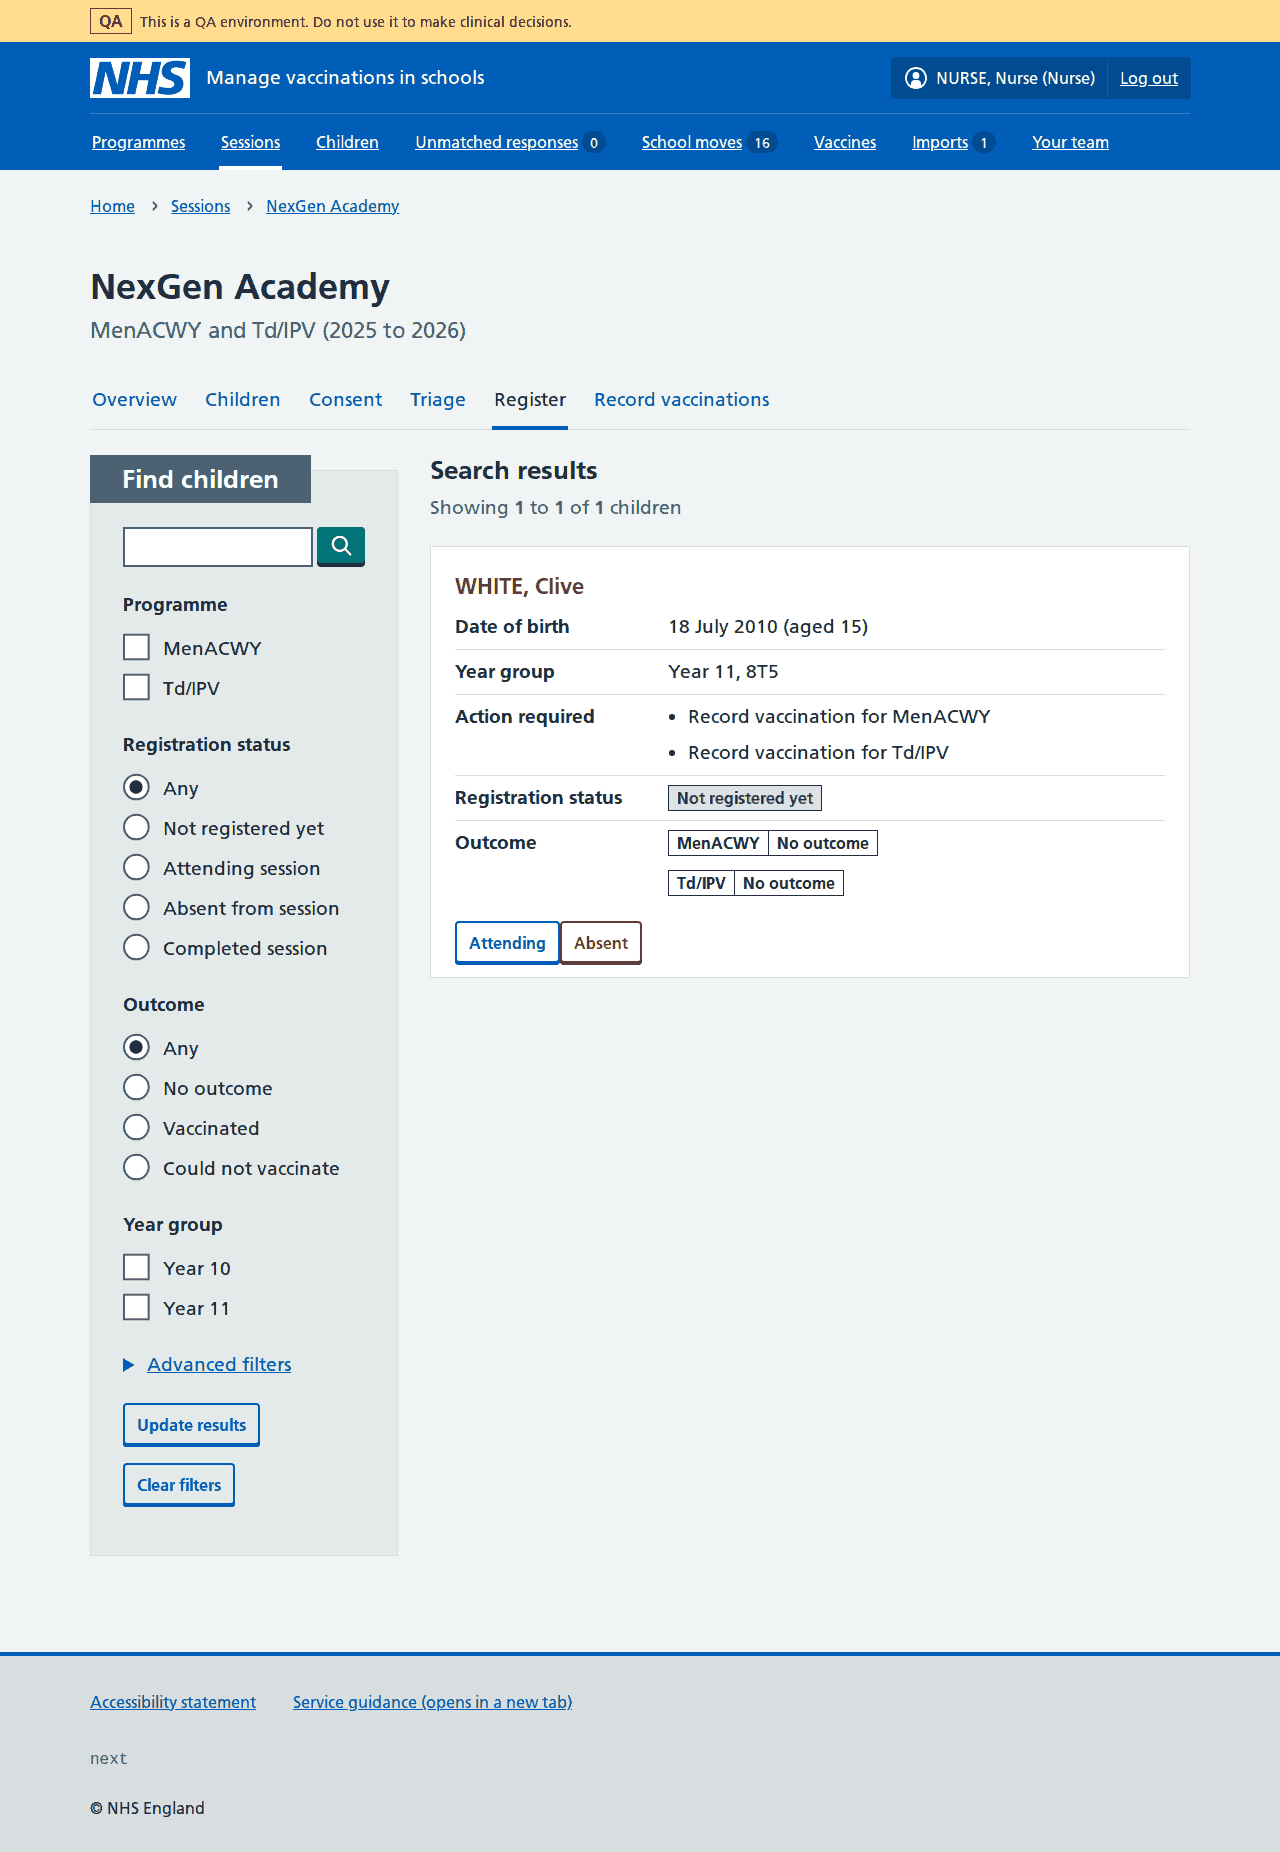 QA This is a QA environment. Do not use it to make clinical decisions.
NHS Manage vaccinations in schools NURSE, Nurse (Nurse) Log out
Programmes Sessions Children Unmatched responses 0 School moves 16 Vaccines Imports 1 Your team
Home Sessions NexGen Academy
NexGen Academy
MenACWY and Td/IPV (2025 to 2026)
Overview Children Consent Triage Register Record vaccinations
Find children
Programme
MenACWY
Td/IPV
Registration status
Any
Not registered yet
Attending session
Absent from session
Completed session
Outcome
Any
No outcome
Vaccinated
Could not vaccinate
Year group
Year 10
Year 11
Advanced filters
Update results
Clear filters
Search results
Showing 1 to 1 of 1 children
WHITE, Clive
Date of birth 18 July 2010 (aged 15)
Year group Year 11, 8T5
Action required • Record vaccination for MenACWY
• Record vaccination for Td/IPV
Registration status Not registered yet
Outcome MenACWY No outcome
Td/IPV No outcome
Attending Absent
Accessibility statement Service guidance (opens in a new tab)
next
© NHS England